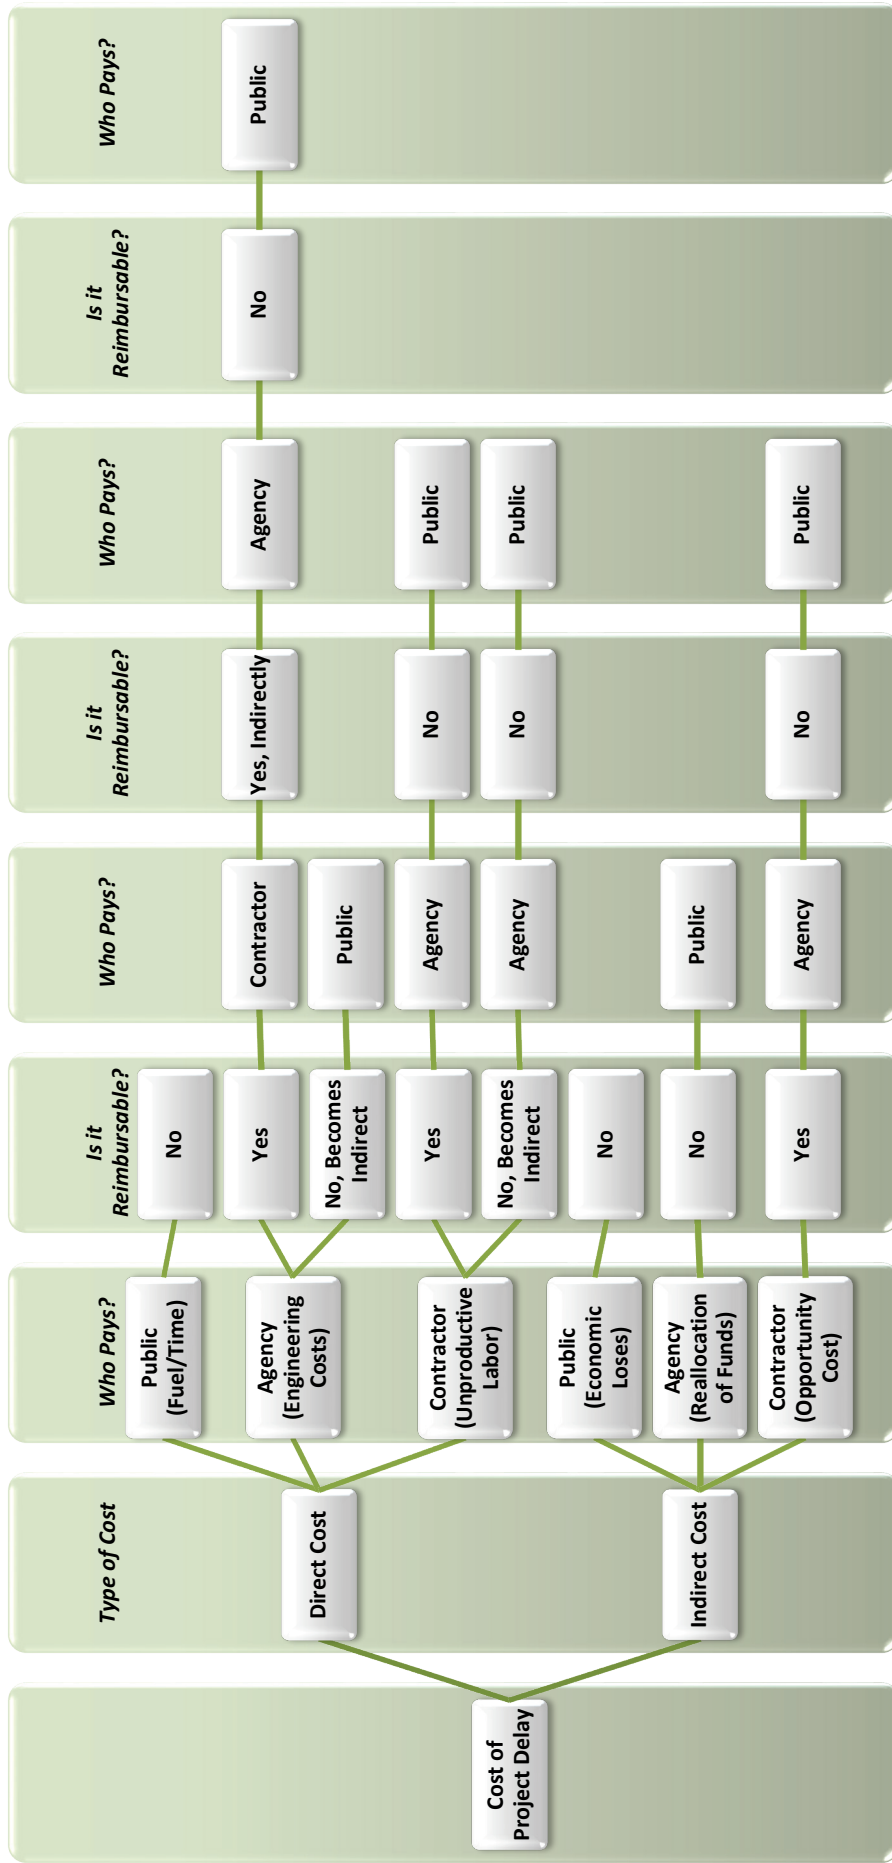 Cost of
Project Delay
Type of Cost
Direct Cost
Indirect Cost
Who Pays?
Public
(Fuel/Time)
Agency
(Engineering
Costs)
Contractor
(Unproductive
Labor)
Public
(Economic
Loses)
Agency
(Reallocation
of Funds)
Contractor
(Opportunity
Cost)
Is it
Reimbursable?
No
Yes
No, Becomes
Indirect
Yes
No, Becomes
Indirect
No
No
Yes
Who Pays?
Contractor
Public
Agency
Agency
Public
Agency
Is it
Reimbursable?
Yes, Indirectly
No
No
No
Who Pays?
Agency
Public
Public
Public
Is it
Reimbursable?
No
Who Pays?
Public